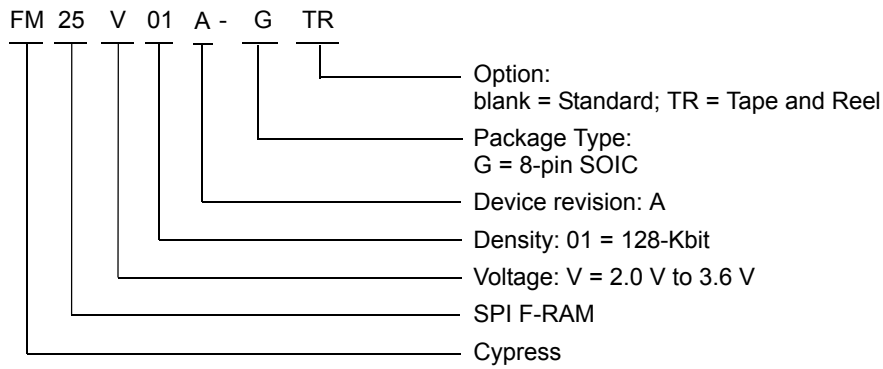 FM 25 V 01 A - G TR
Option:
blank = Standard; TR = Tape and Reel
Package Type:
G = 8-pin SOIC
Device revision: A
Density: 01 = 128-Kbit
Voltage: V = 2.0 V to 3.6 V
SPI F-RAM
Cypress